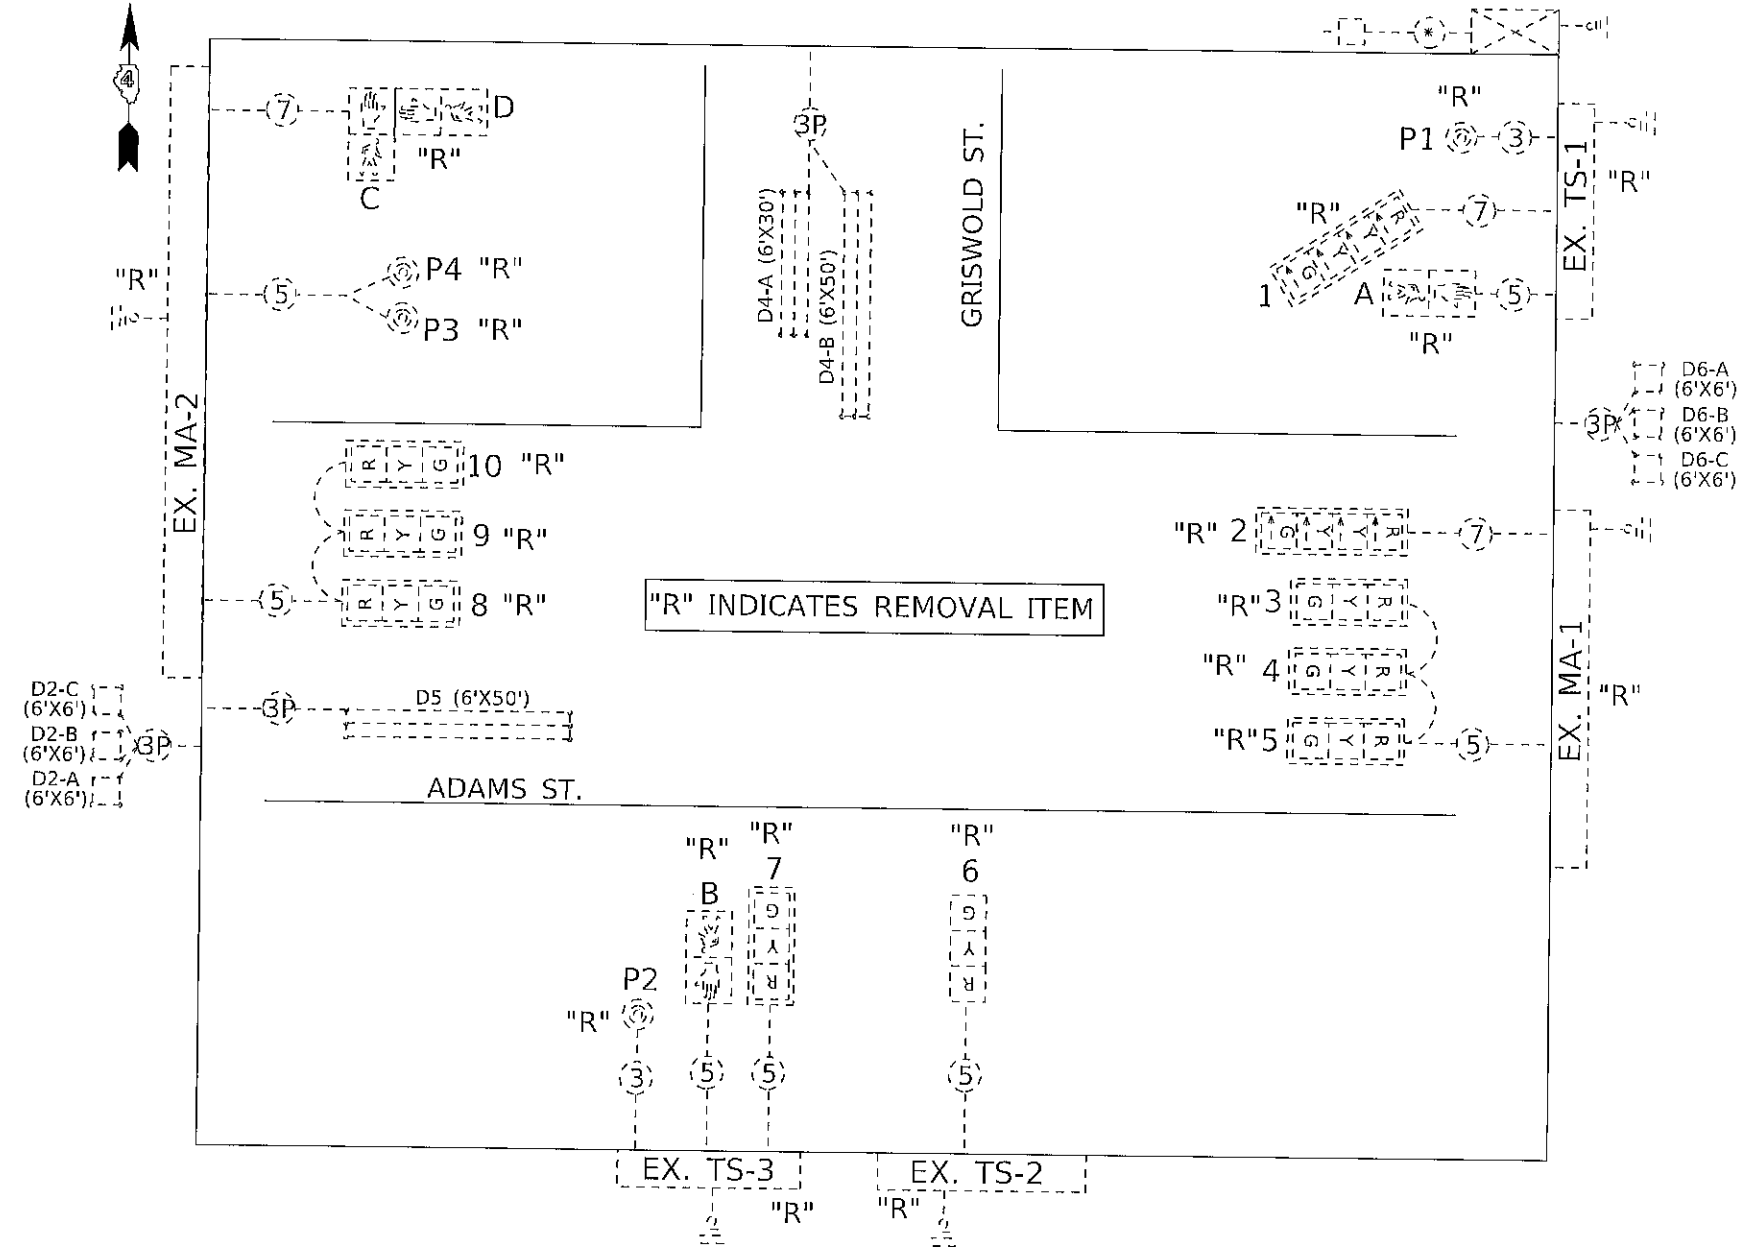 4
*
7
D
"R"
C
3P
GRISWOLD ST.
"R"
P1
3
EX. TS-1
"R"
"R"
7
R
Y
Y
G
1
A
5
"R"
D4-A (6'X30')
D4-B (6'X50')
"R"
5
P4 "R"
P3 "R"
EX. MA-2
3P
D6-A
(6'X6')
D6-B
(6'X6')
D6-C
(6'X6')
R Y G 10 "R"
R Y G 9 "R"
5 R Y G 8 "R"
"R" INDICATES REMOVAL ITEM
"R" 2 G Y Y R 7
"R" 3 G Y R
"R" 4 G Y R
"R" 5 G Y R 5
EX. MA-1
"R"
D2-C
(6'X6')
D2-B
(6'X6')
D2-A
(6'X6')
3P
3P
D5 (6'X50')
ADAMS ST.
"R"
B
"R"
7
G
Y
R
"R"
6
G
Y
R
P2
"R"
3
5
5
5
EX. TS-3
"R"
EX. TS-2
"R"